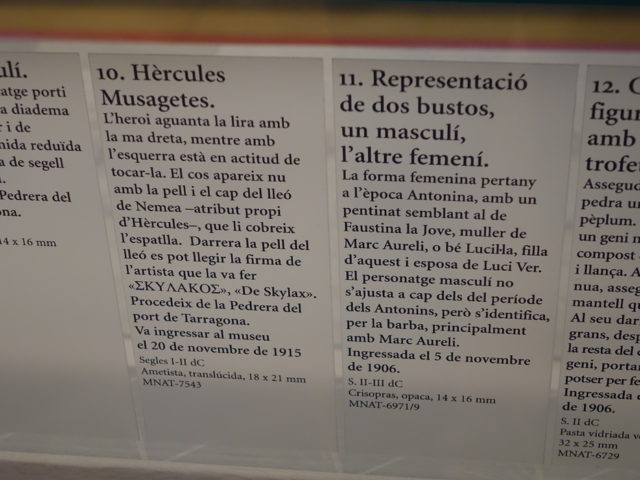 ulí.
atge porti
a diadema
r i de
nida reduïda
a de segell
Pedrera del
ona.
14 x 16 mm
10. Hèrcules
Musagetes.
L'heroi aguanta la lira amb
la ma dreta, mentre amb
l'esquerra està en actitud de
tocar-la. El cos apareix nu
amb la pell i el cap del lleó
de Nemea –atribut propi
d'Hèrcules–, que li cobreix
l'espatlla. Darrera la pell del
lleó es pot llegir la firma de
l'artista que la va fer
«ΣΚΥΛΑΚΟΣ», «De Skylax».
Procedeix de la Pedrera del
port de Tarragona.
Va ingressar al museu
el 20 de novembre de 1915
Segles I-II dC
Ametista, translúcida, 18 x 21 mm
MNAT-7543
11. Representació
de dos bustos,
un masculí,
l'altre femení.
La forma femenina pertany
a l'època Antonina, amb un
pentinat semblant al de
Faustina la Jove, muller de
Marc Aureli, o bé Lucil·la, filla
d'aquest i esposa de Luci Ver.
El personatge masculí no
s'ajusta a cap dels del període
dels Antonins, però s'identifica,
per la barba, principalment
amb Marc Aureli.
Ingressada el 5 de novembre
de 1906.
S. II-III dC
Crisopras, opaca, 14 x 16 mm
MNAT-6971/9
12.
figur
amb
trofe
Asseguc
pedra un
pèplum.
un geni n
compost
i llança. A
nua, asseg
mantell qu
Al seu dar
grans, desp
la resta del
geni, portan
potser per fe
Ingressada
de 1906.
S. II dC
Pasta vidriada v
32 x 25 mm
MNAT-6729